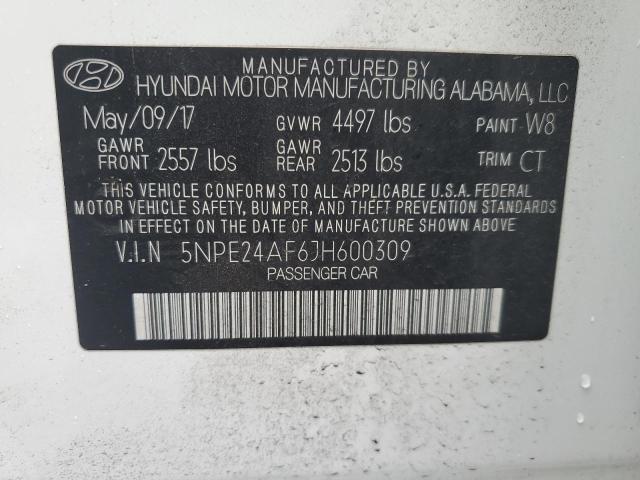 MANUFACTURED BY
HYUNDAI MOTOR MANUFACTURING ALABAMA, LLC
May/09/17 GVWR 4497 lbs PAINT W8
GAWR FRONT 2557 lbs GAWR REAR 2513 lbs TRIM CT
THIS VEHICLE CONFORMS TO ALL APPLICABLE U.S.A. FEDERAL
MOTOR VEHICLE SAFETY, BUMPER, AND THEFT PREVENTION STANDARDS
IN EFFECT ON THE DATE OF MANUFACTURE SHOWN ABOVE
V.I.N 5NPE24AF6JH600309
PASSENGER CAR